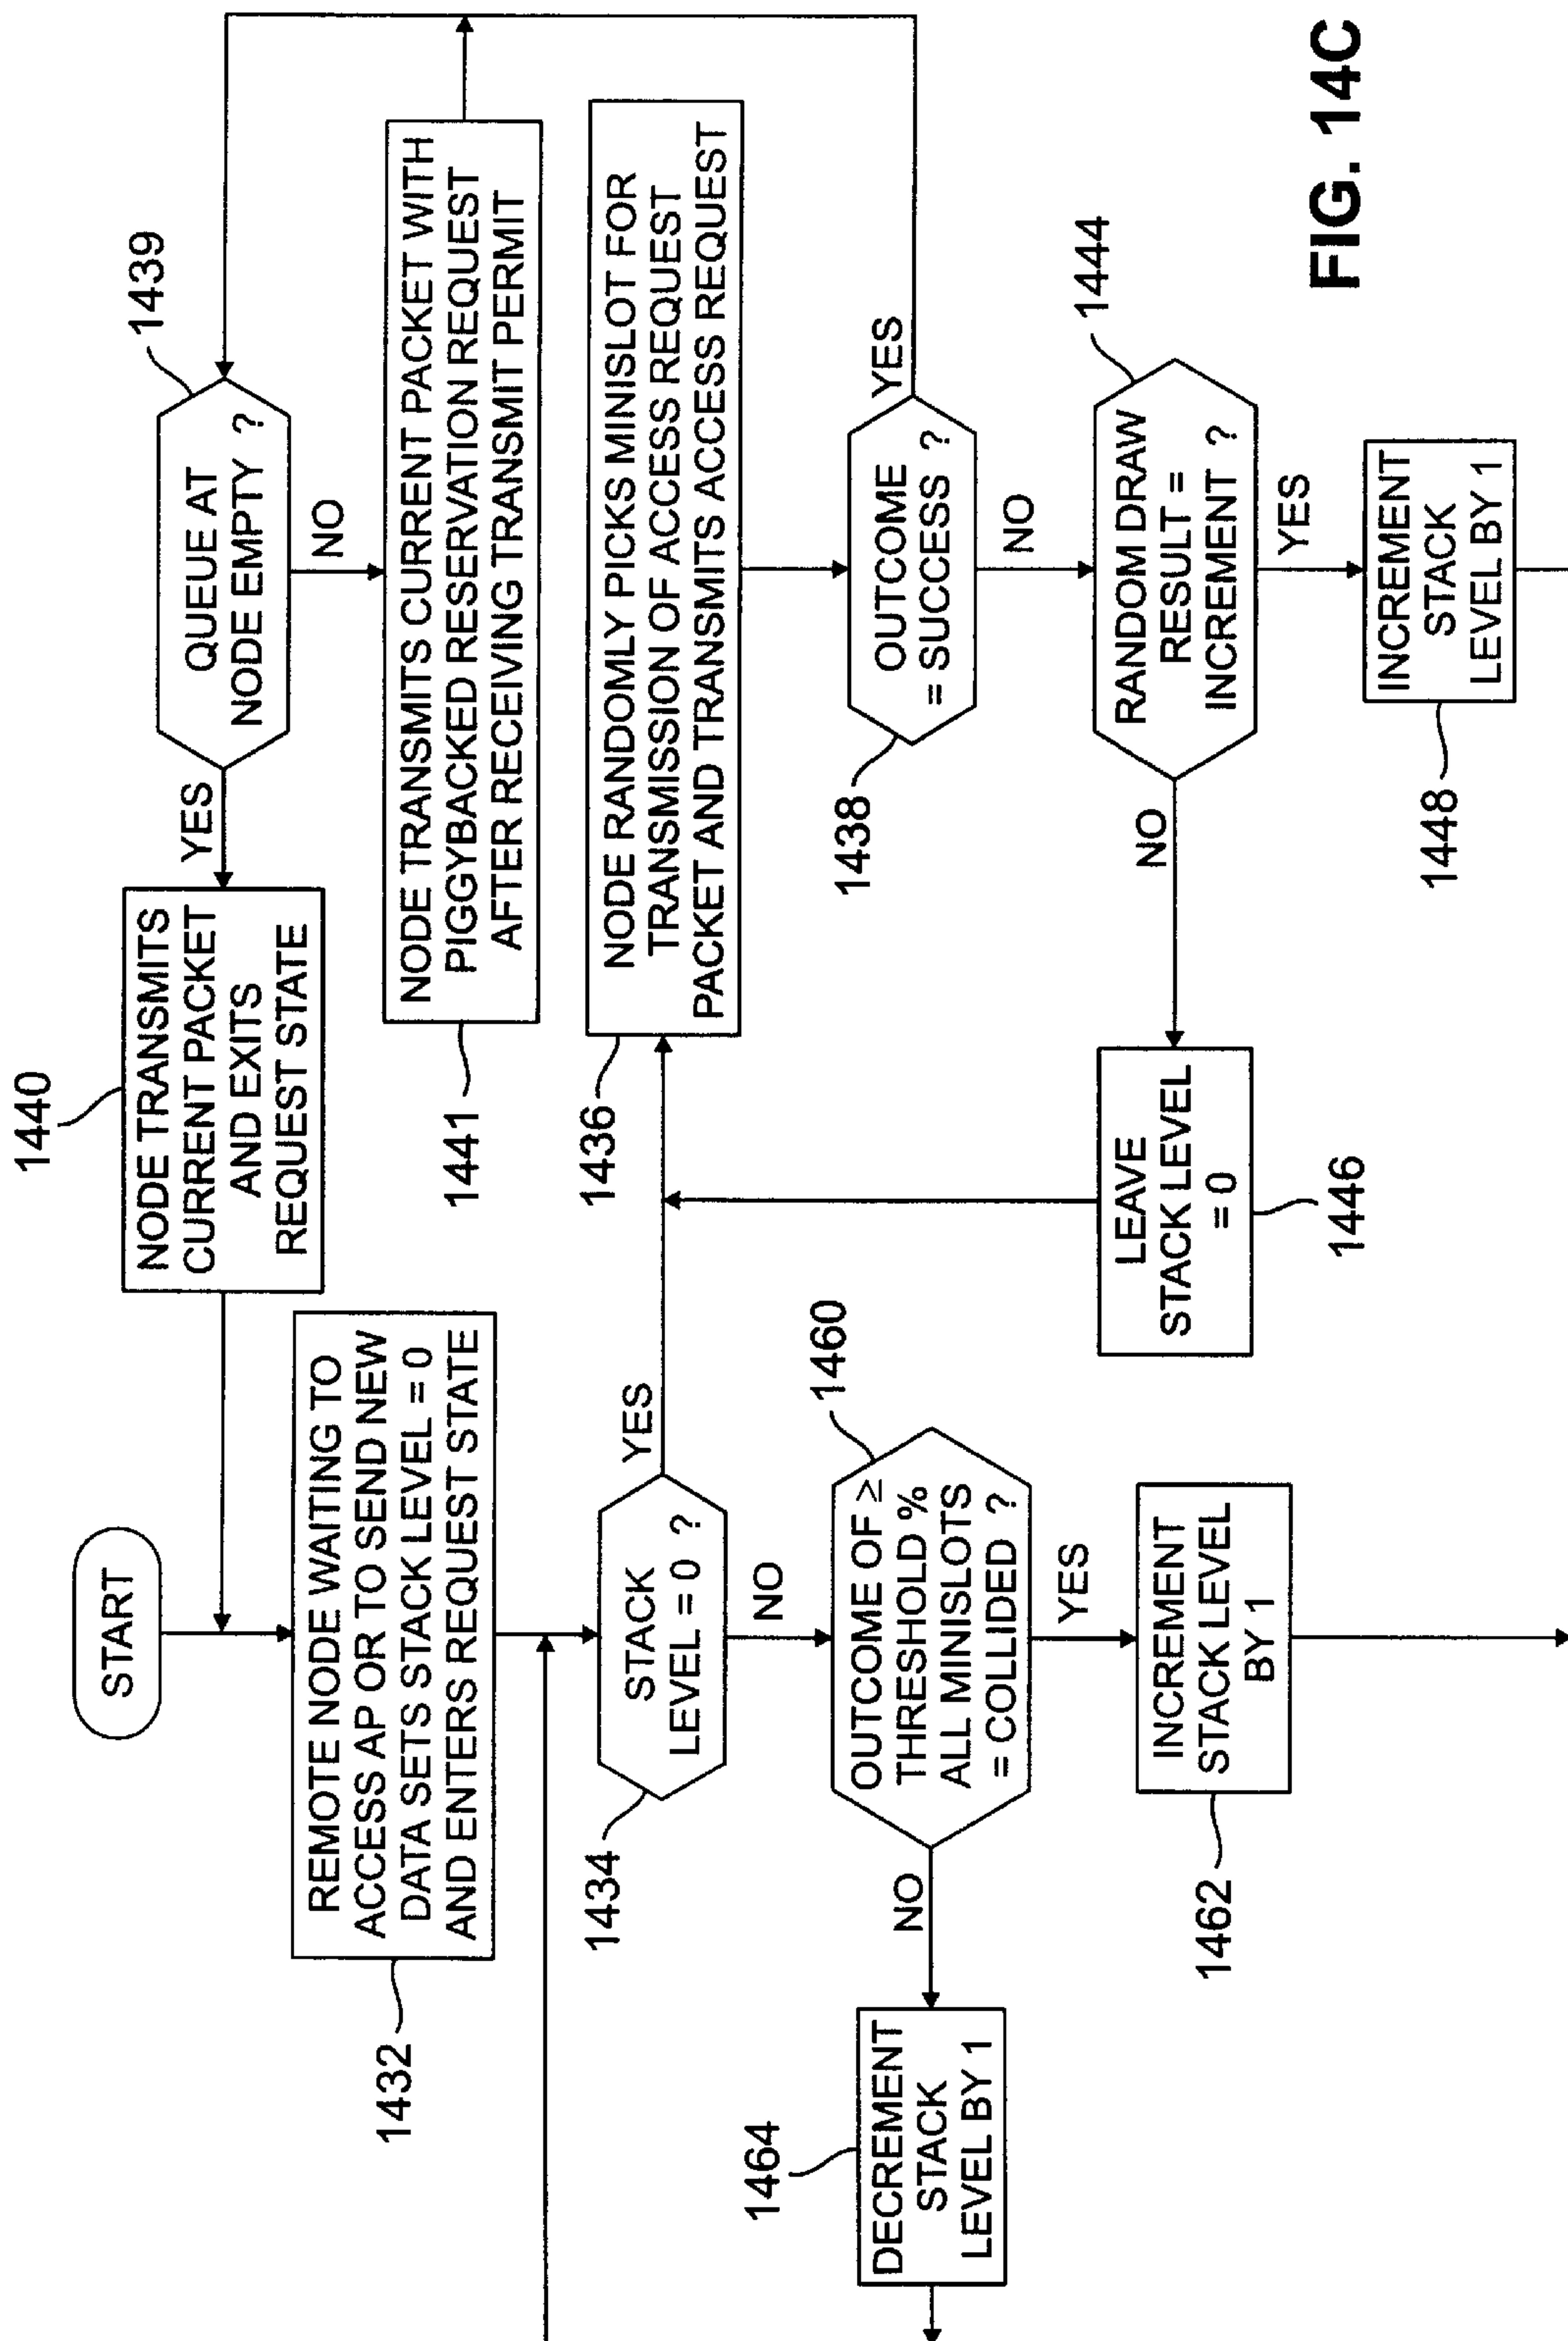 START
1440
NODE TRANSMITS
CURRENT PACKET
AND EXITS
REQUEST STATE
YES
QUEUE AT
NODE EMPTY ?
1439
NO
1432
REMOTE NODE WAITING TO
ACCESS AP OR TO SEND NEW
DATA SETS STACK LEVEL = 0
AND ENTERS REQUEST STATE
1441
NODE TRANSMITS CURRENT PACKET WITH
PIGGYBACKED RESERVATION REQUEST
AFTER RECEIVING TRANSMIT PERMIT
1434
STACK
LEVEL = 0 ?
YES
NO
1436
NODE RANDOMLY PICKS MINISLOT FOR
TRANSMISSION OF ACCESS REQUEST
PACKET AND TRANSMITS ACCESS REQUEST
1460
OUTCOME OF ≥
THRESHOLD %
ALL MINISLOTS
= COLLIDED ?
NO
YES
1438
OUTCOME
= SUCCESS ?
YES
NO
1464
DECREMENT
STACK
LEVEL BY 1
1462
INCREMENT
STACK LEVEL
BY 1
LEAVE
STACK LEVEL
= 0
1446
NO
RANDOM DRAW
RESULT =
INCREMENT ?
1444
YES
1448
INCREMENT
STACK
LEVEL BY 1
FIG. 14C